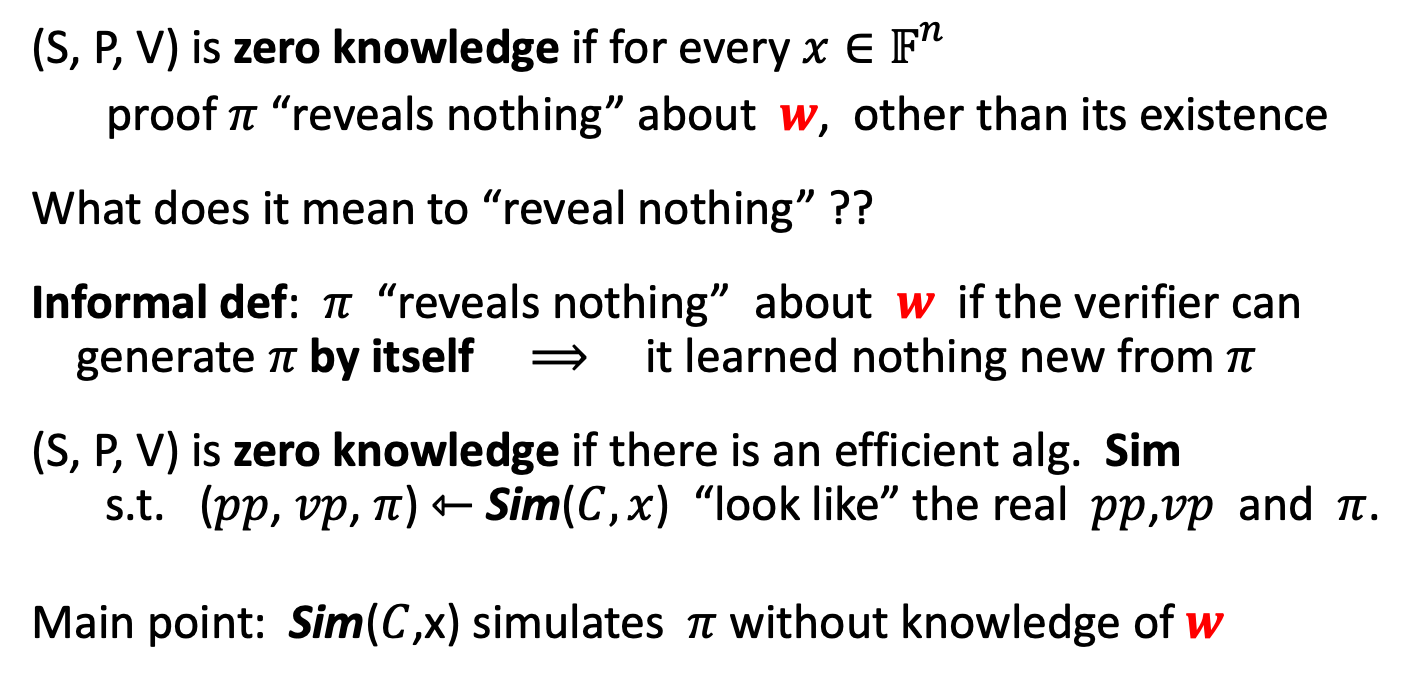 (S, P, V) is zero knowledge if for every x ∈ 𝔽ⁿ
proof π “reveals nothing” about w, other than its existence
What does it mean to “reveal nothing” ??
Informal def: π “reveals nothing” about w if the verifier can
generate π by itself ⟹ it learned nothing new from π
(S, P, V) is zero knowledge if there is an efficient alg. Sim
s.t. (pp, vp, π) ← Sim(C, x) “look like” the real pp,vp and π.
Main point: Sim(C,x) simulates π without knowledge of w